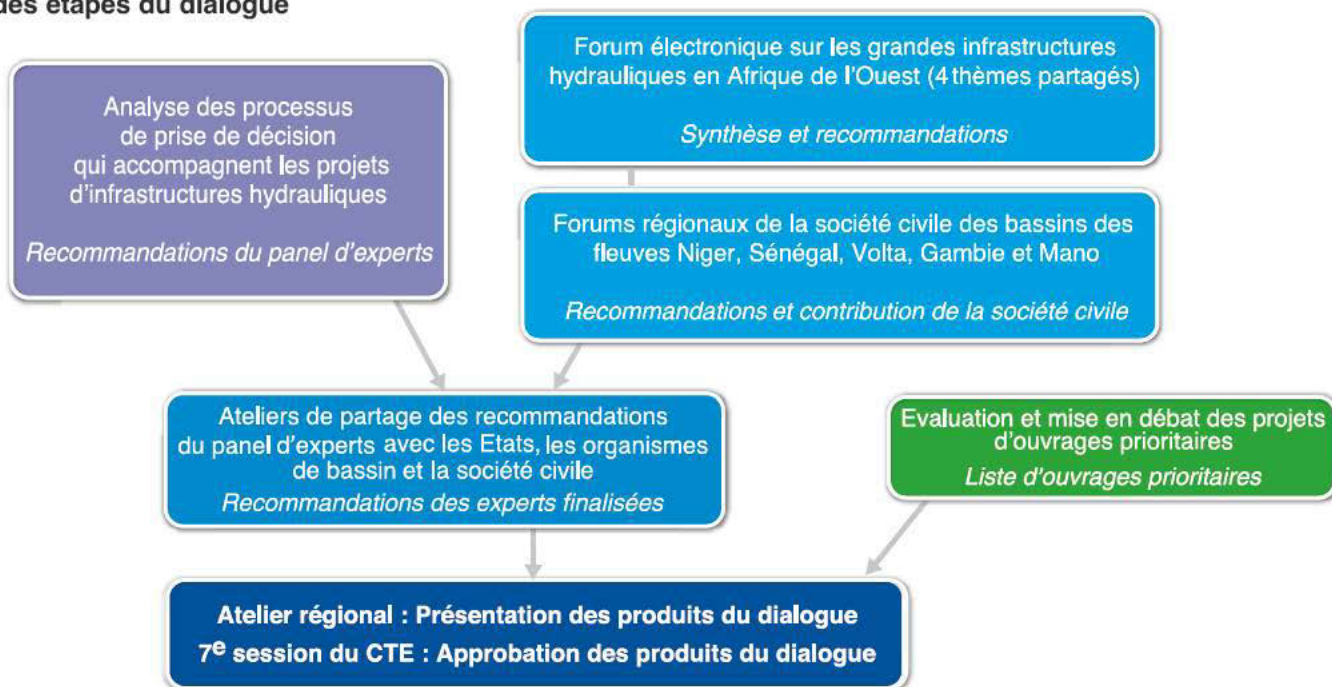 des étapes du dialogue
Analyse des processus
de prise de décision
qui accompagnent les projets
d'infrastructures hydrauliques
Recommandations du panel d'experts
Forum électronique sur les grandes infrastructures
hydrauliques en Afrique de l'Ouest (4 thèmes partagés)
Synthèse et recommandations
Forums régionaux de la société civile des bassins des
fleuves Niger, Sénégal, Volta, Gambie et Mano
Recommandations et contribution de la société civile
Ateliers de partage des recommandations
du panel d'experts avec les Etats, les organismes
de bassin et la société civile
Recommandations des experts finalisées
Evaluation et mise en débat des projets
d'ouvrages prioritaires
Liste d'ouvrages prioritaires
Atelier régional : Présentation des produits du dialogue
7e session du CTE : Approbation des produits du dialogue